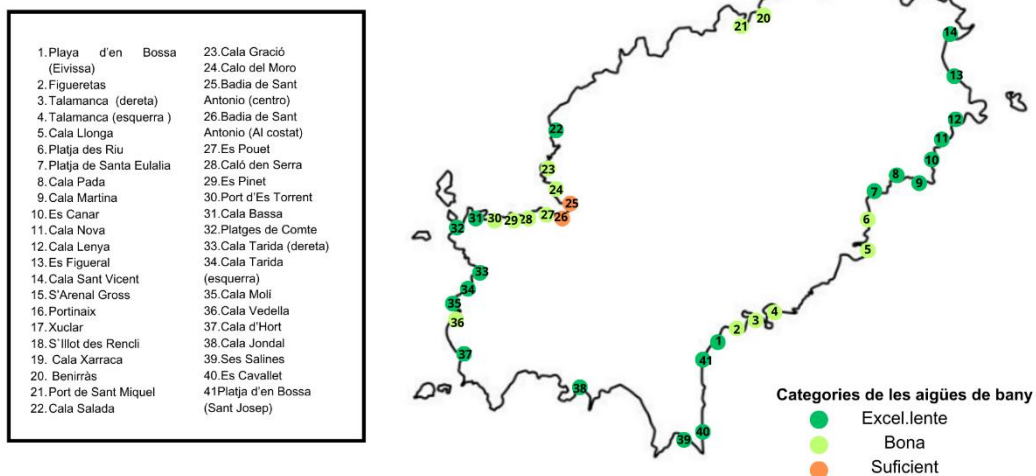 1.Playa d'en Bossa
(Eivissa)
2.Figueretas
3.Talamanca (dereta)
4.Talamanca (esquerra )
5.Cala Llonga
6.Platja des Riu
7.Platja de Santa Eulalia
8.Cala Pada
9.Cala Martina
10.Es Canar
11.Cala Nova
12.Cala Lenya
13.Es Figueral
14.Cala Sant Vicent
15.S'Arenal Gross
16.Portinaix
17.Xuclar
18.S`Illot des Rencli
19. Cala Xarraca
20. Benirràs
21.Port de Sant Miquel
22.Cala Salada
23.Cala Gració
24.Calo del Moro
25.Badia de Sant
Antonio (centro)
26.Badia de Sant
Antonio (Al costat)
27.Es Pouet
28.Caló den Serra
29.Es Pinet
30.Port d'Es Torrent
31.Cala Bassa
32.Platges de Comte
33.Cala Tarida (dereta)
34.Cala Tarida
(esquerra)
35.Cala Molí
36.Cala Vedella
37.Cala d'Hort
38.Cala Jondal
39.Ses Salines
40.Es Cavallet
41Platja d'en Bossa
(Sant Josep)
20
21
14
13
12
22
11
10
23
8
9
24
7
25
31
30
29
28
27
26
6
32
5
33
34
35
36
4
3
2
1
37
41
38
40
39
Categories de les aigües de bany
Excel.lente
Bona
Suficient